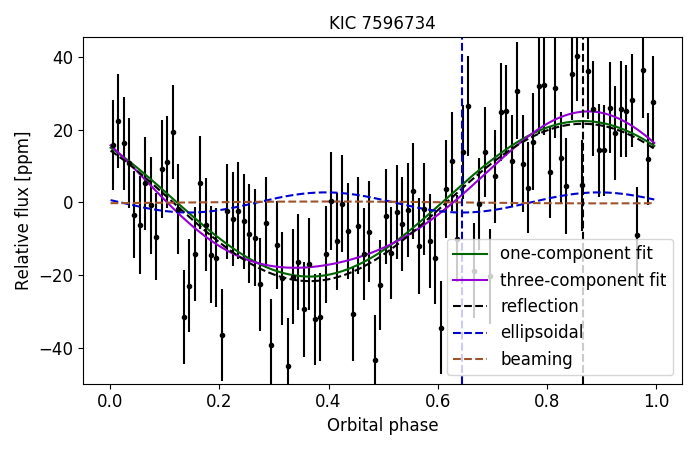 KIC 7596734
Relative flux [ppm]
40
20
0
−20
−40
one-component fit
three-component fit
reflection
ellipsoidal
beaming
0.0 0.2 0.4 0.6 0.8 1.0
Orbital phase